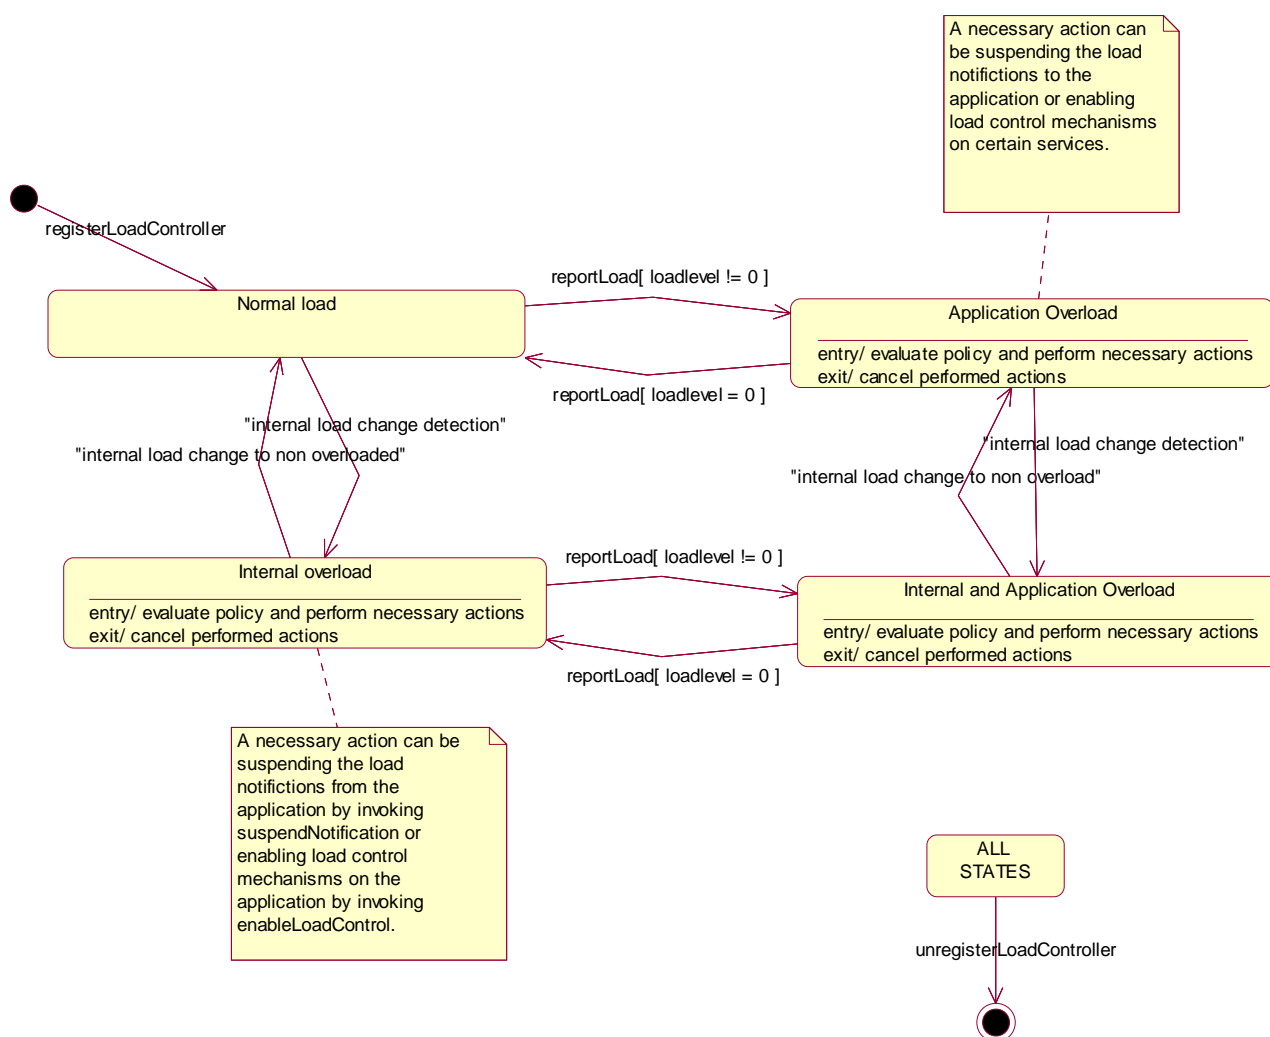 A necessary action can
be suspending the load
notifictions to the
application or enabling
load control mechanisms
on certain services.
registerLoadController
reportLoad[ loadlevel != 0 ]
Normal load
Application Overload
entry/ evaluate policy and perform necessary actions
exit/ cancel performed actions
reportLoad[ loadlevel = 0 ]
"internal load change detection"
"internal load change to non overloaded"
"internal load change detection"
"internal load change to non overload"
reportLoad[ loadlevel != 0 ]
Internal overload
entry/ evaluate policy and perform necessary actions
exit/ cancel performed actions
Internal and Application Overload
entry/ evaluate policy and perform necessary actions
exit/ cancel performed actions
reportLoad[ loadlevel = 0 ]
A necessary action can be
suspending the load
notifictions from the
application by invoking
suspendNotification or
enabling load control
mechanisms on the
application by invoking
enableLoadControl.
ALL
STATES
unregisterLoadController